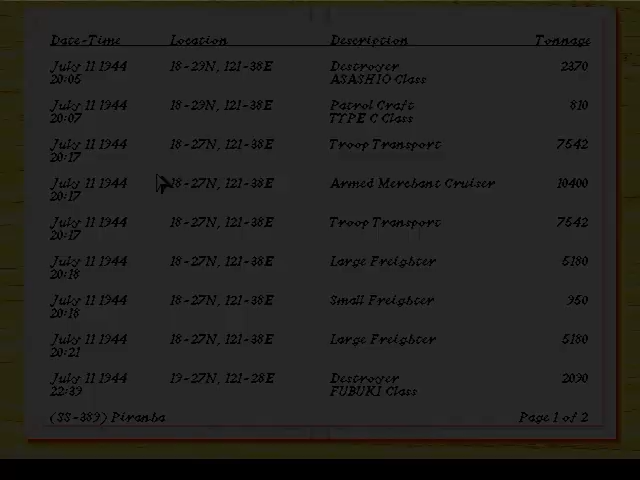 Date-Time Location Description Tonnage
July 11 1944 18-29N, 121-38E Destroyer 2370
20:05 ASASHIO Class
July 11 1944 18-29N, 121-38E Patrol Craft 810
20:07 TYPE C Class
July 11 1944 18-27N, 121-38E Troop Transport 7542
20:17
July 11 1944 18-27N, 121-38E Armed Merchant Cruiser 10400
20:17
July 11 1944 18-27N, 121-38E Troop Transport 7542
20:17
July 11 1944 18-27N, 121-38E Large Freighter 5180
20:18
July 11 1944 18-27N, 121-38E Small Freighter 950
20:18
July 11 1944 18-27N, 121-38E Large Freighter 5180
20:21
July 11 1944 19-27N, 121-28E Destroyer 2090
22:39 FUBUKI Class
(SS-389) Piranha Page 1 of 2